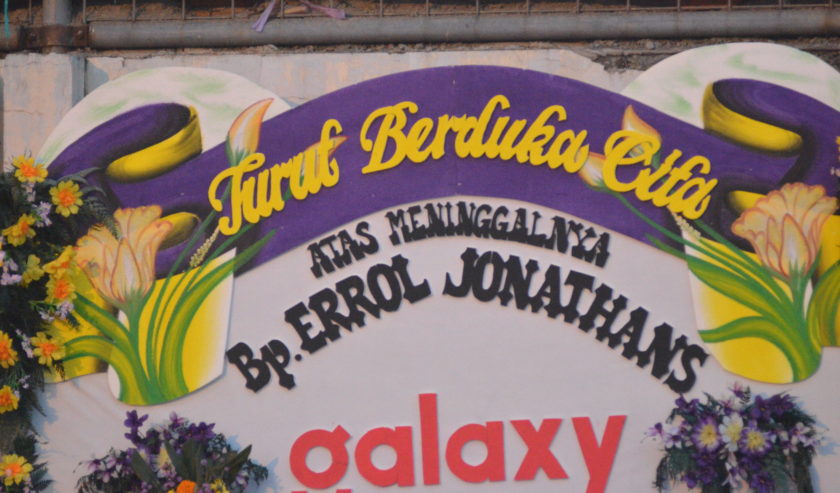 Turut Berduka Cita
ATAS MENINGGALNYA
Bp. ERROL JONATHANS
galaxy